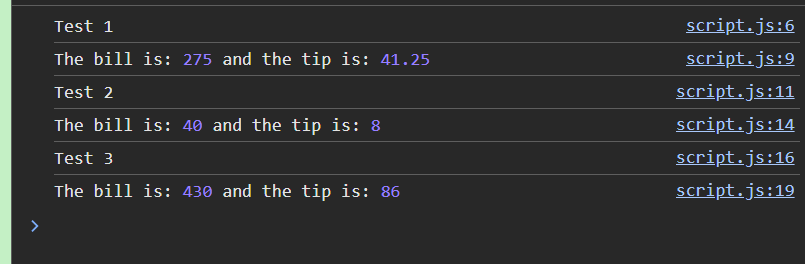 Test 1 script.js:6
The bill is: 275 and the tip is: 41.25 script.js:9
Test 2 script.js:11
The bill is: 40 and the tip is: 8 script.js:14
Test 3 script.js:16
The bill is: 430 and the tip is: 86 script.js:19